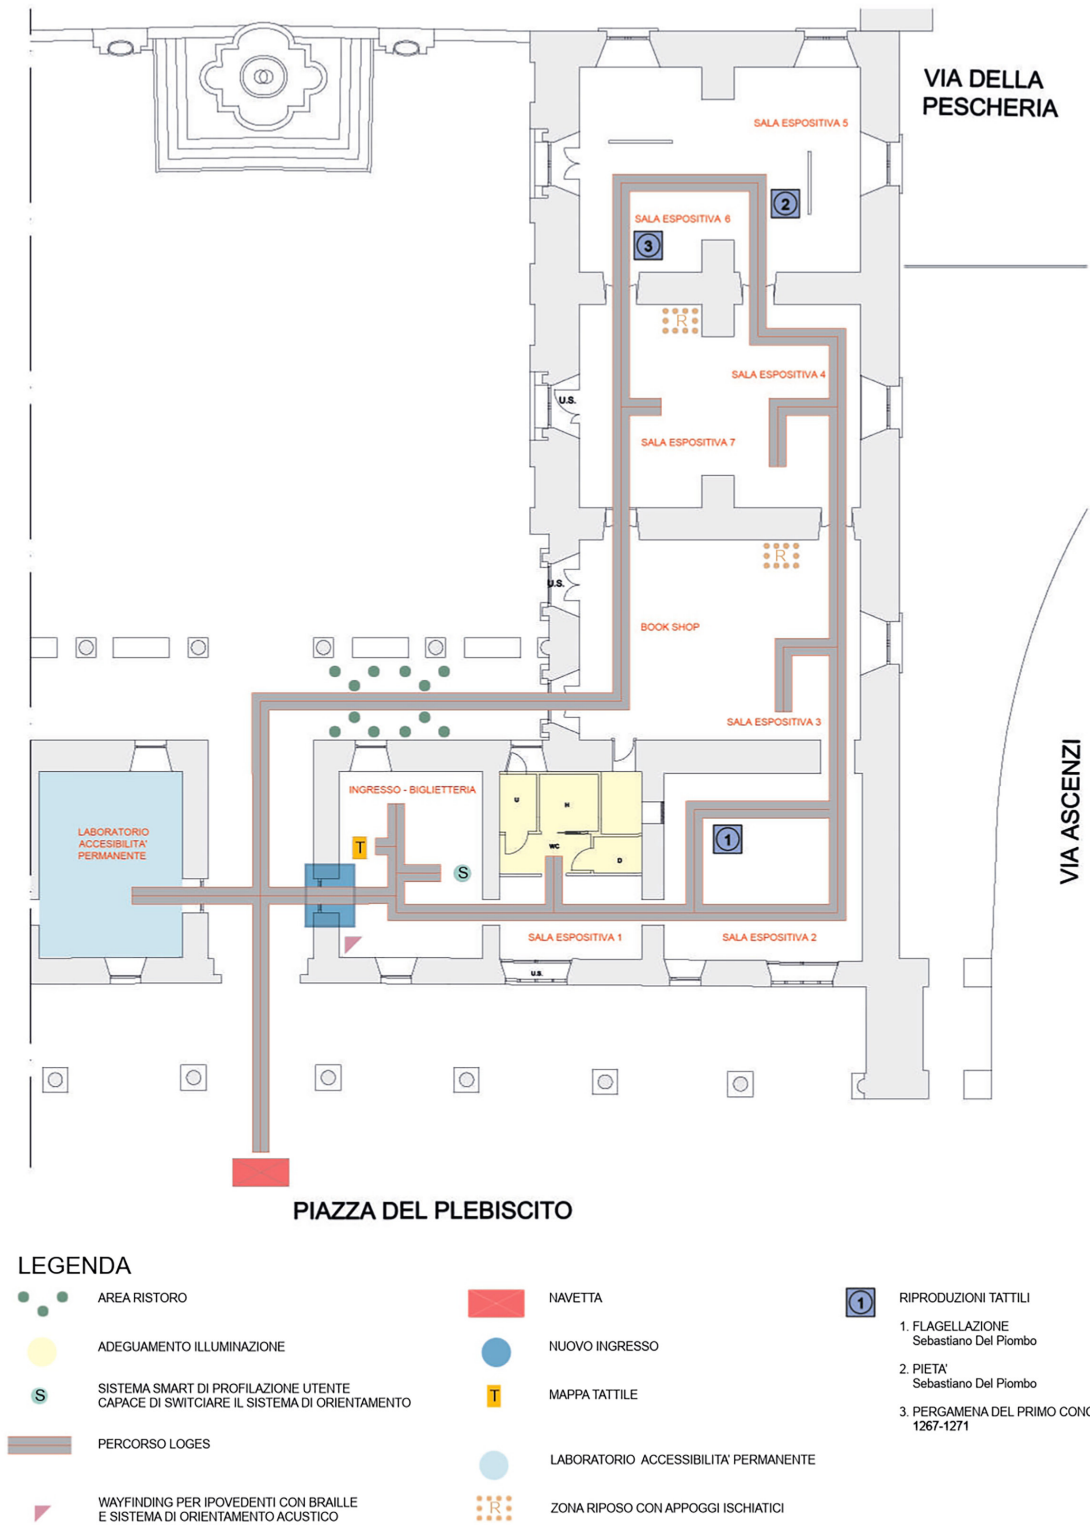 VIA DELLA
PESCHERIA
SALA ESPOSITIVA 5
2
SALA ESPOSITIVA 6
3
R
SALA ESPOSITIVA 4
U.S.
SALA ESPOSITIVA 7
R
U.S.
BOOK SHOP
SALA ESPOSITIVA 3
VIA ASCENZI
INGRESSO - BIGLIETTERIA
U
H
LABORATORIO
ACCESIBILITA'
PERMANENTE
T
WC
1
D
S
SALA ESPOSITIVA 1
SALA ESPOSITIVA 2
U.S.
PIAZZA DEL PLEBISCITO
LEGENDA
AREA RISTORO
ADEGUAMENTO ILLUMINAZIONE
S
SISTEMA SMART DI PROFILAZIONE UTENTE
CAPACE DI SWITCIARE IL SISTEMA DI ORIENTAMENTO
PERCORSO LOGES
WAYFINDING PER IPOVEDENTI CON BRAILLE
E SISTEMA DI ORIENTAMENTO ACUSTICO
NAVETTA
NUOVO INGRESSO
T
MAPPA TATTILE
LABORATORIO ACCESSIBILITA' PERMANENTE
R
ZONA RIPOSO CON APPOGGI ISCHIATICI
1
RIPRODUZIONI TATTILI
1. FLAGELLAZIONE
Sebastiano Del Piombo
2. PIETA'
Sebastiano Del Piombo
3. PERGAMENA DEL PRIMO
1267-1271